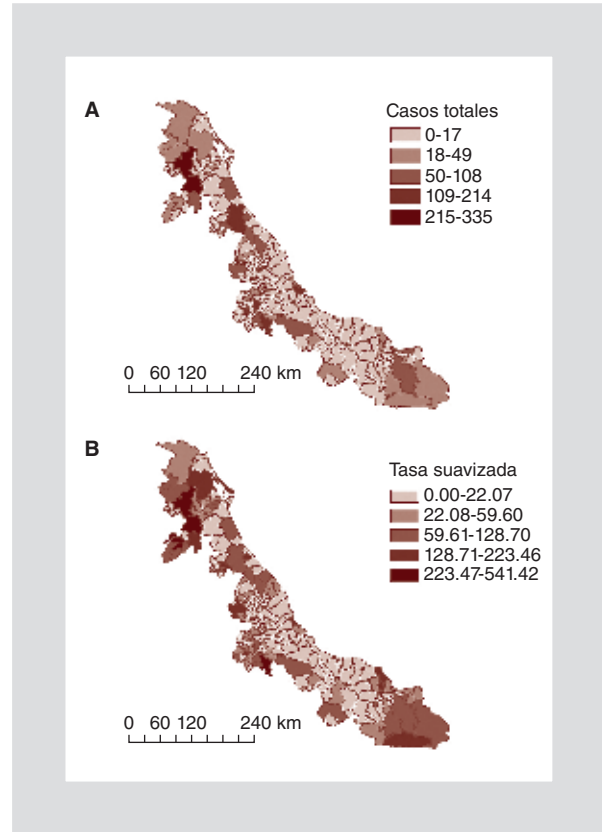 A
Casos totales
0-17
18-49
50-108
109-214
215-335
0 60 120 240 km
B
Tasa suavizada
0.00-22.07
22.08-59.60
59.61-128.70
128.71-223.46
223.47-541.42
0 60 120 240 km